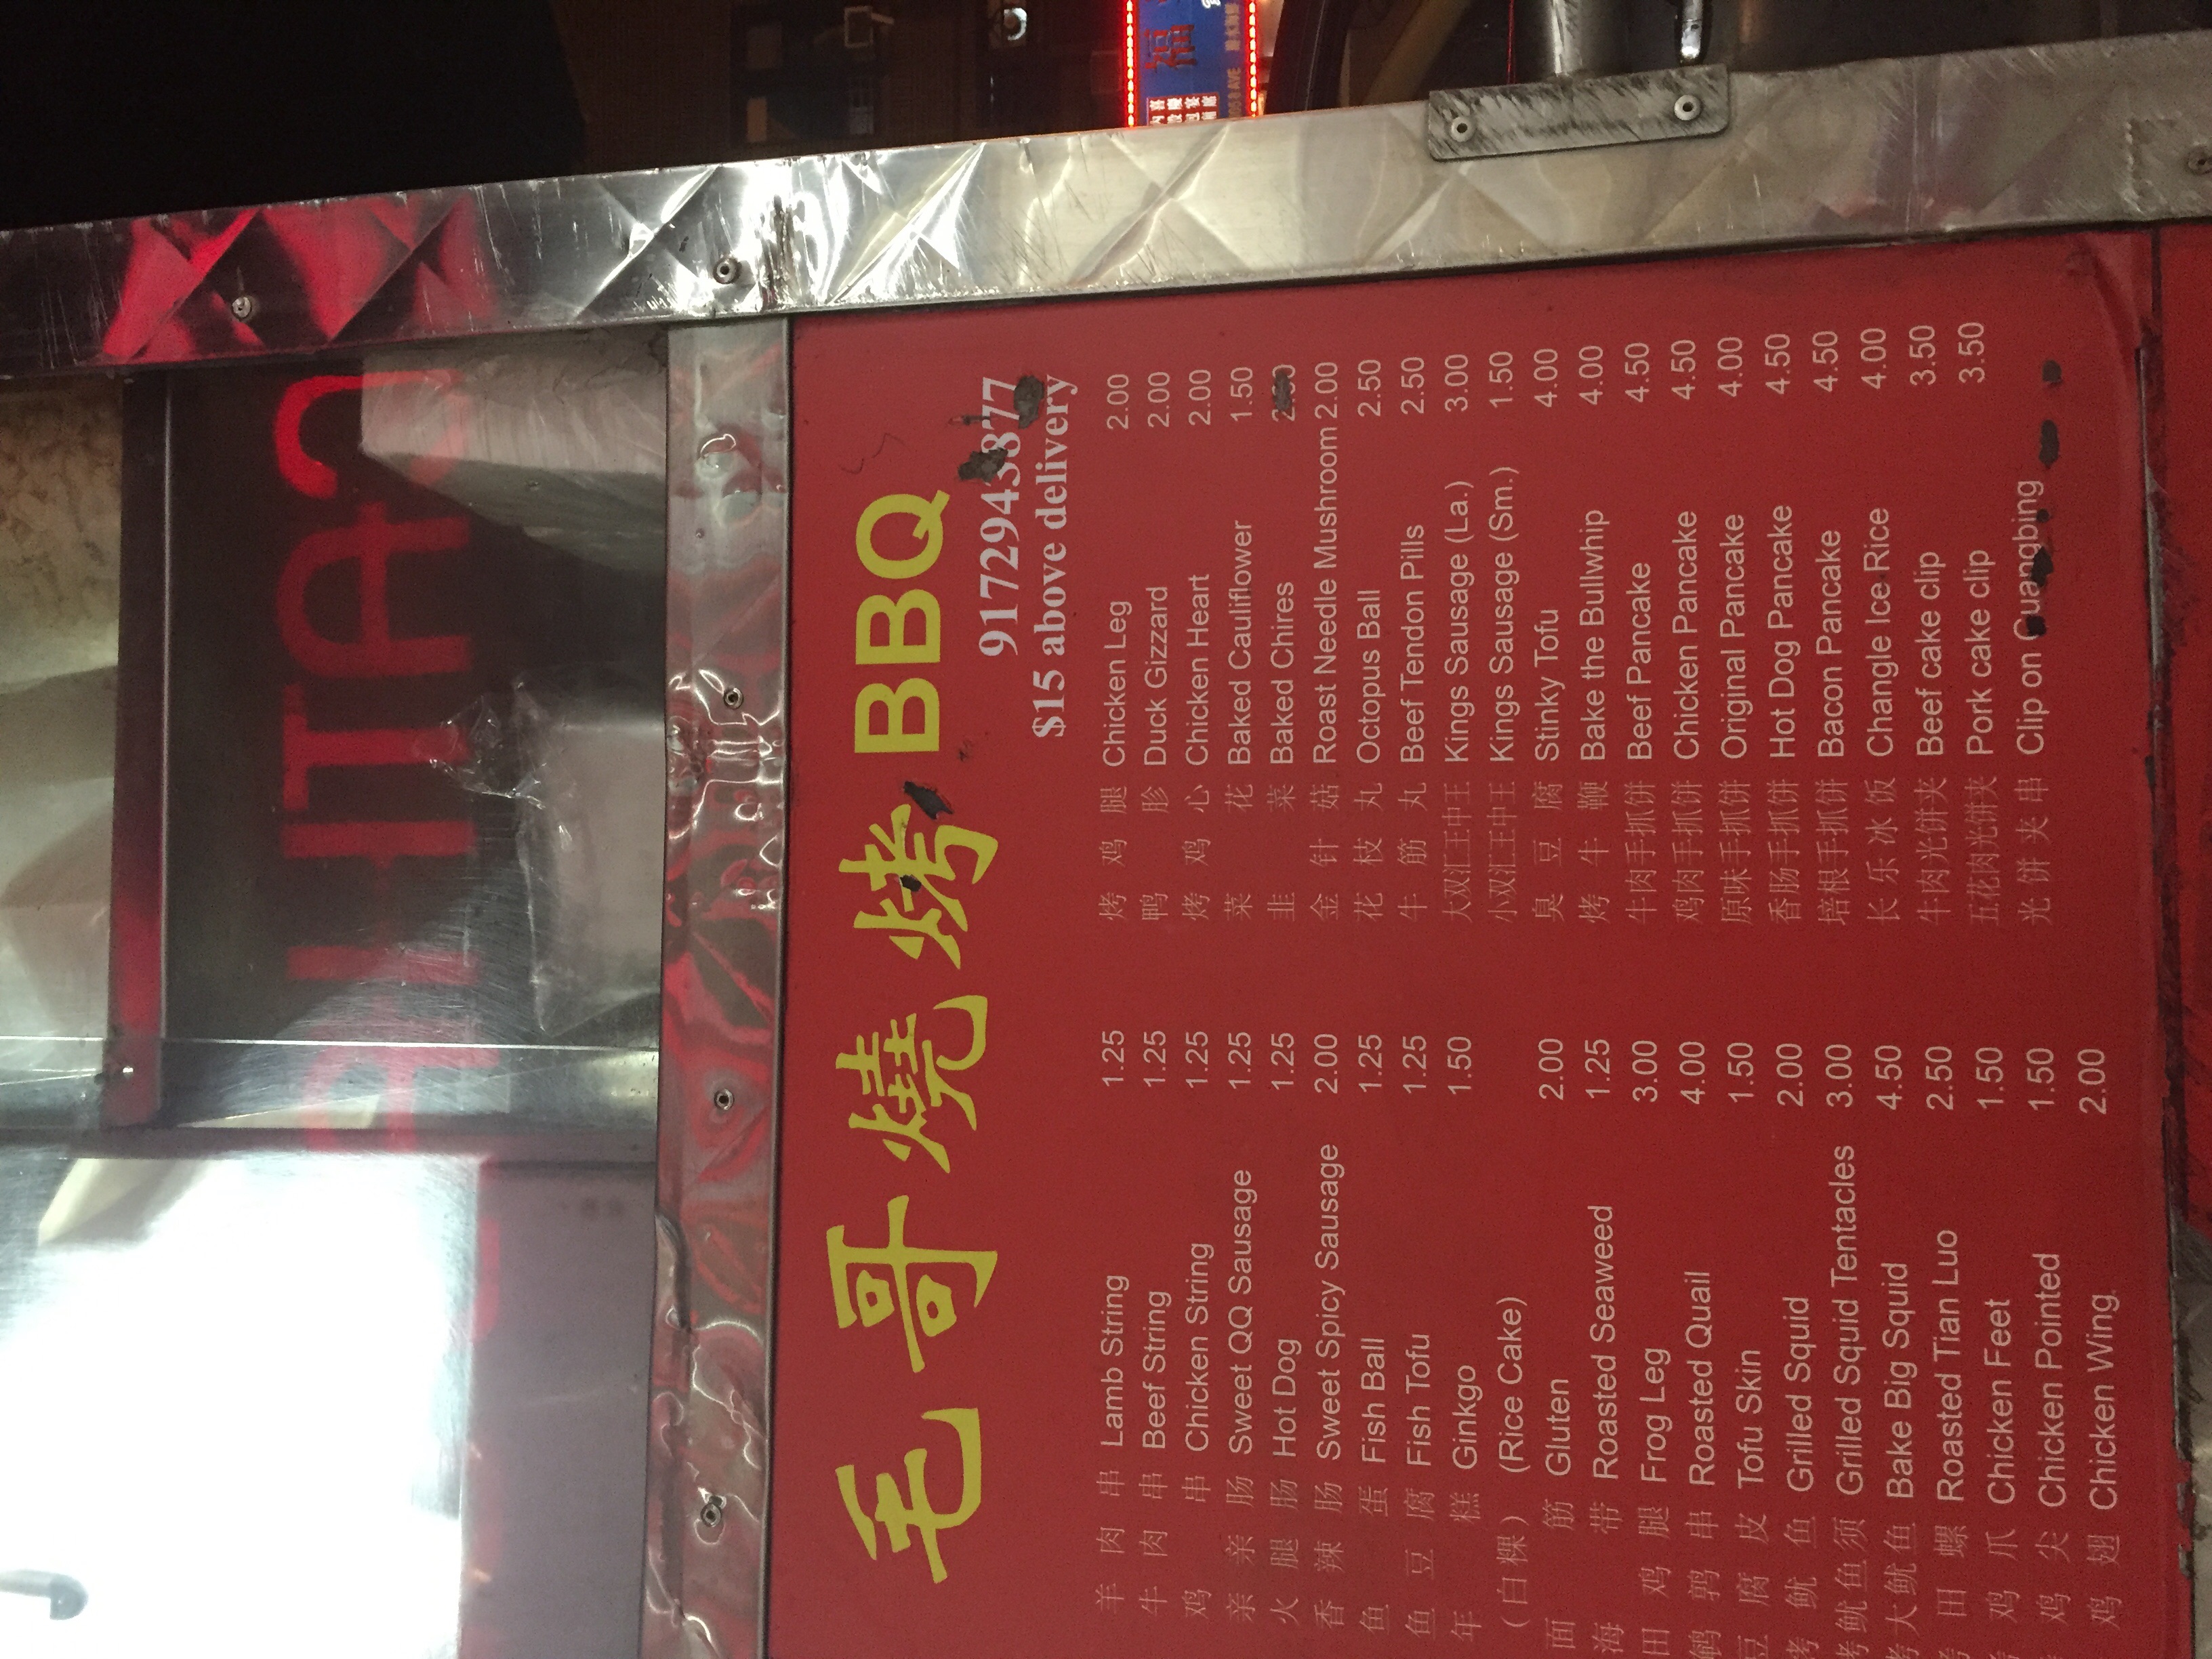 福
毛哥燒烤 BBQ
9172943877
$15 above delivery
羊肉串 Lamb String 1.25
牛肉串 Beef String 1.25
鸡串 Chicken String 1.25
亲亲肠 Sweet QQ Sausage 1.25
火腿肠 Hot Dog 1.25
香辣肠 Sweet Spicy Sausage 2.00
鱼蛋 Fish Ball 1.25
鱼豆腐 Fish Tofu 1.25
年糕 Ginkgo 1.50
(白粿) (Rice Cake)
面筋 Gluten 2.00
海带 Roasted Seaweed 1.25
田鸡腿 Frog Leg 3.00
鹌鹑串 Roasted Quail 4.00
豆腐皮 Tofu Skin 1.50
烤鱿鱼 Grilled Squid 2.00
烤鱿鱼须 Grilled Squid Tentacles 3.00
烤大鱿鱼 Bake Big Squid 4.50
烤田螺 Roasted Tian Luo 2.50
鸡爪 Chicken Feet 1.50
鸡尖 Chicken Pointed 1.50
鸡翅 Chicken Wing 2.00
烤鸡腿 Chicken Leg 2.00
鸭胗 Duck Gizzard 2.00
烤鸡心 Chicken Heart 2.00
菜花 Baked Cauliflower 1.50
韭菜 Baked Chires
金针菇 Roast Needle Mushroom 2.00
花枝丸 Octopus Ball 2.50
牛筋丸 Beef Tendon Pills 2.50
大双汇王中王 Kings Sausage (La.) 3.00
小双汇王中王 Kings Sausage (Sm.) 1.50
臭豆腐 Stinky Tofu 4.00
烤牛鞭 Bake the Bullwhip 4.00
牛肉手抓饼 Beef Pancake 4.50
鸡肉手抓饼 Chicken Pancake 4.50
原味手抓饼 Original Pancake 4.00
香肠手抓饼 Hot Dog Pancake 4.50
培根手抓饼 Bacon Pancake 4.50
长乐冰饭 Changle Ice Rice 4.00
牛肉光饼夹 Beef cake clip 3.50
五花肉光饼夹 Pork cake clip 3.50
光饼夹串 Clip on Guangbing